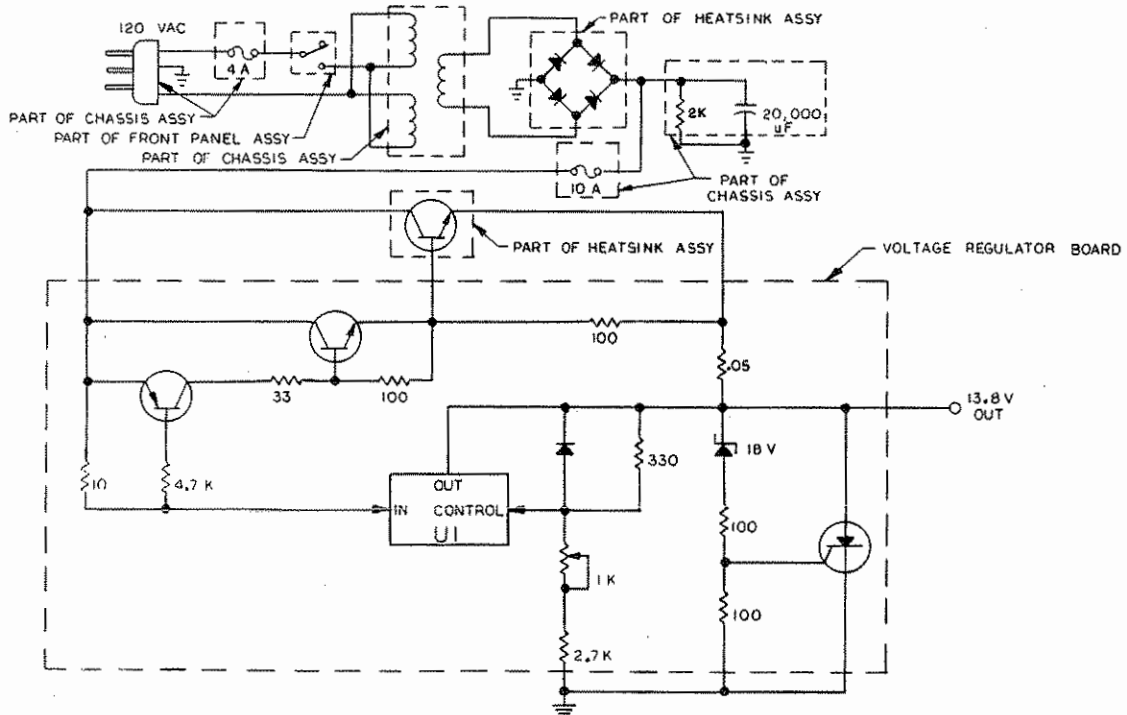 PART OF HEATSINK ASSY
120 VAC
4 A
PART OF CHASSIS ASSY
PART OF FRONT PANEL ASSY
PART OF CHASSIS ASSY
2K
20,000
uF
10 A
PART OF
CHASSIS ASSY
PART OF HEATSINK ASSY
VOLTAGE REGULATOR BOARD
100
.05
33
100
13.8 V
OUT
10
4.7 K
330
18 V
OUT
IN
CONTROL
U1
100
1 K
100
2.7K